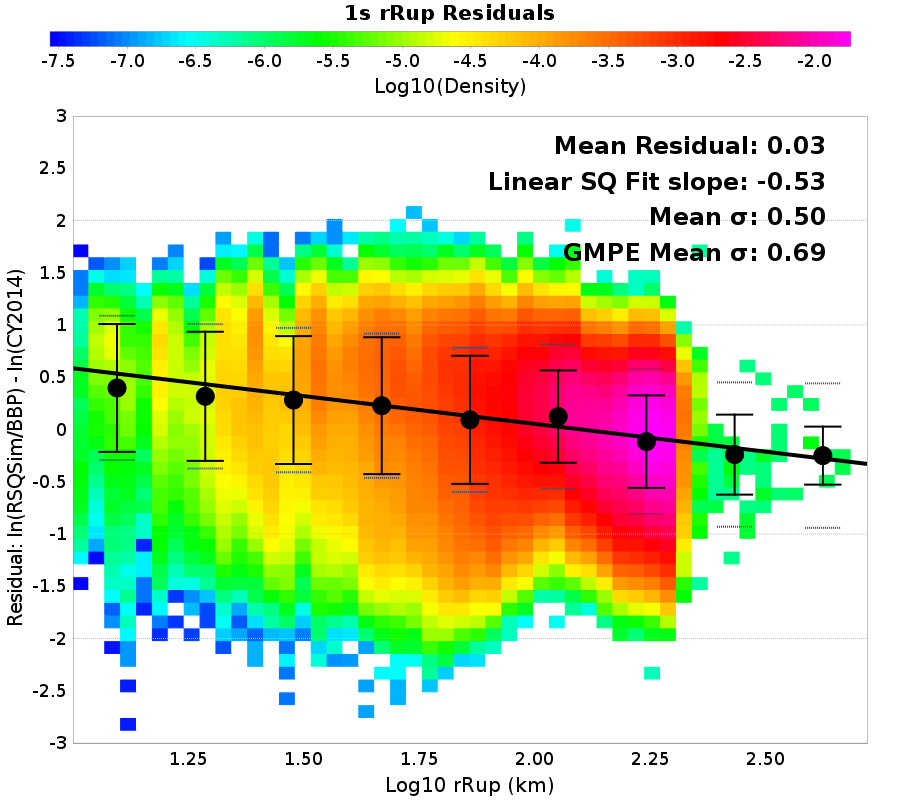 1s rRup Residuals
-7.5 -7.0 -6.5 -6.0 -5.5 -5.0 -4.5 -4.0 -3.5 -3.0 -2.5 -2.0
Log10(Density)
Mean Residual: 0.03
Linear SQ Fit slope: -0.53
Mean σ: 0.50
GMPE Mean σ: 0.69
Residual: ln(RSQSim/BBP) - ln(CY2014)
3
2.5
2
1.5
1
0.5
0
-0.5
-1
-1.5
-2
-2.5
-3
1.25 1.50 1.75 2.00 2.25 2.50
Log10 rRup (km)